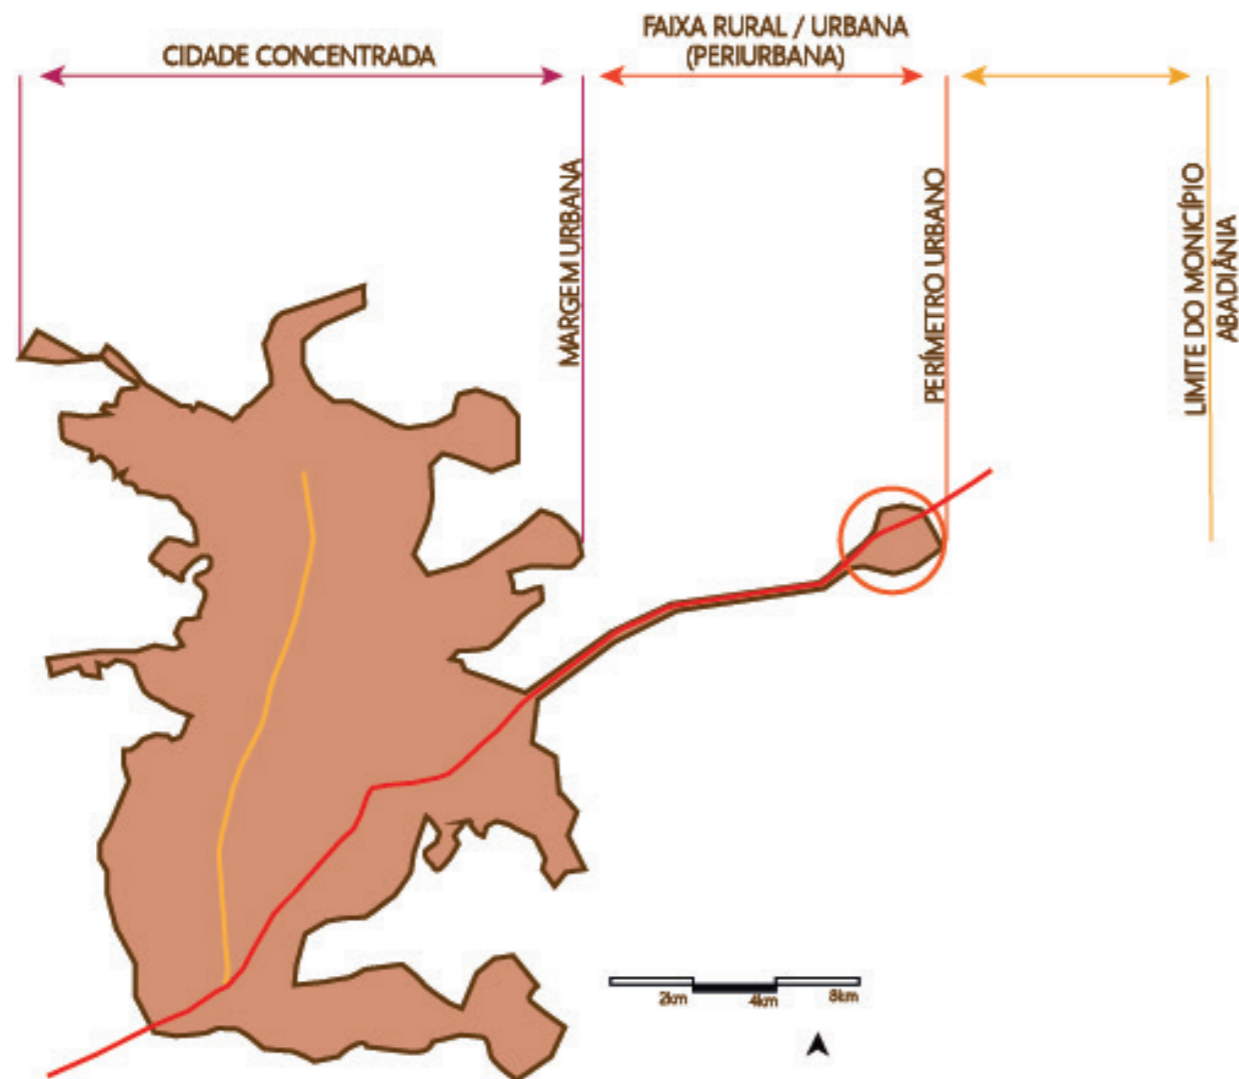 CIDADE CONCENTRADA
FAIXA RURAL / URBANA
(PERIURBANA)
MARGEM URBANA
PERÍMETRO URBANO
LIMITE DO MONICÍPIO
ABADIÂNIA
2km
4km
8km